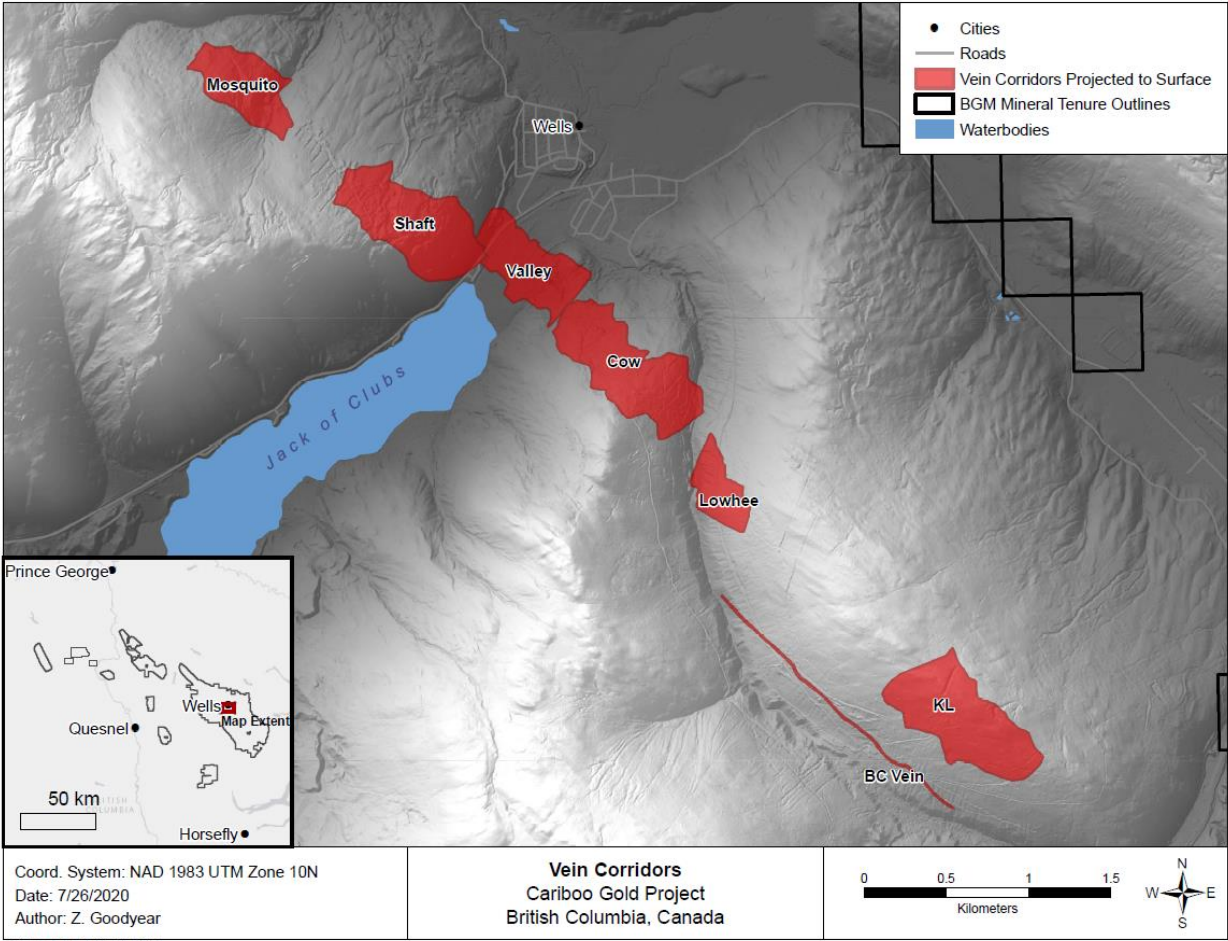 Cities
Roads
Vein Corridors Projected to Surface
BGM Mineral Tenure Outlines
Waterbodies
Mosquito
Wells
Shaft
Valley
Cow
Jack of Clubs
Lowhee
KL
BC Vein
Prince George
Wells
Map Extent
Quesnel
50 km
BRITISH
COLUMBIA
Horsefly
Coord. System: NAD 1983 UTM Zone 10N
Date: 7/26/2020
Author: Z. Goodyear
Vein Corridors
Cariboo Gold Project
British Columbia, Canada
0 0.5 1 1.5
Kilometers
N
W E
S